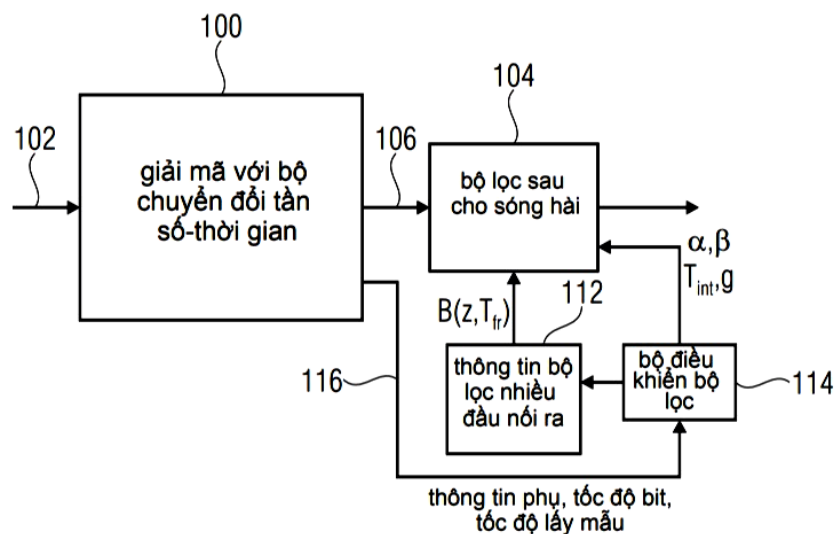 100
104
102
106
giải mã với bộ
chuyển đổi tần
số-thời gian
bộ lọc sau
cho sóng hài
α,β
T_int,g
B(z,T_fr)
112
thông tin bộ
lọc nhiều
đầu nối ra
bộ điều
khiển bộ
lọc
114
116
thông tin phụ, tốc độ bit,
tốc độ lấy mẫu